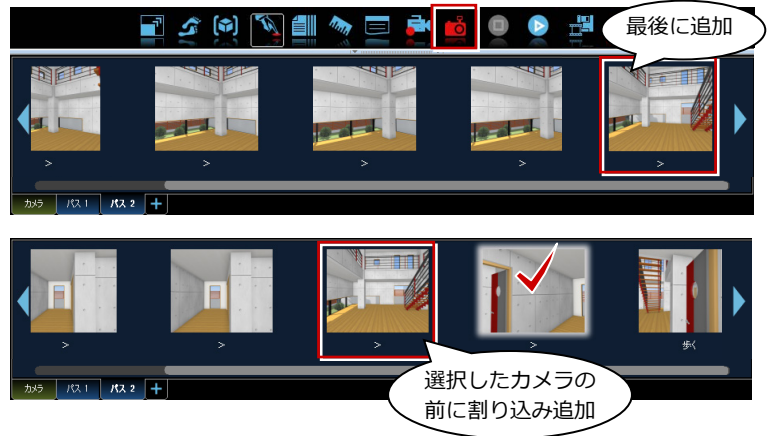 最後に追加
> > > > >
カメラ パス 1 パス 2 +
> > > 歩く
カメラ パス 1 パス 2 +
選択したカメラの
前に割り込み追加